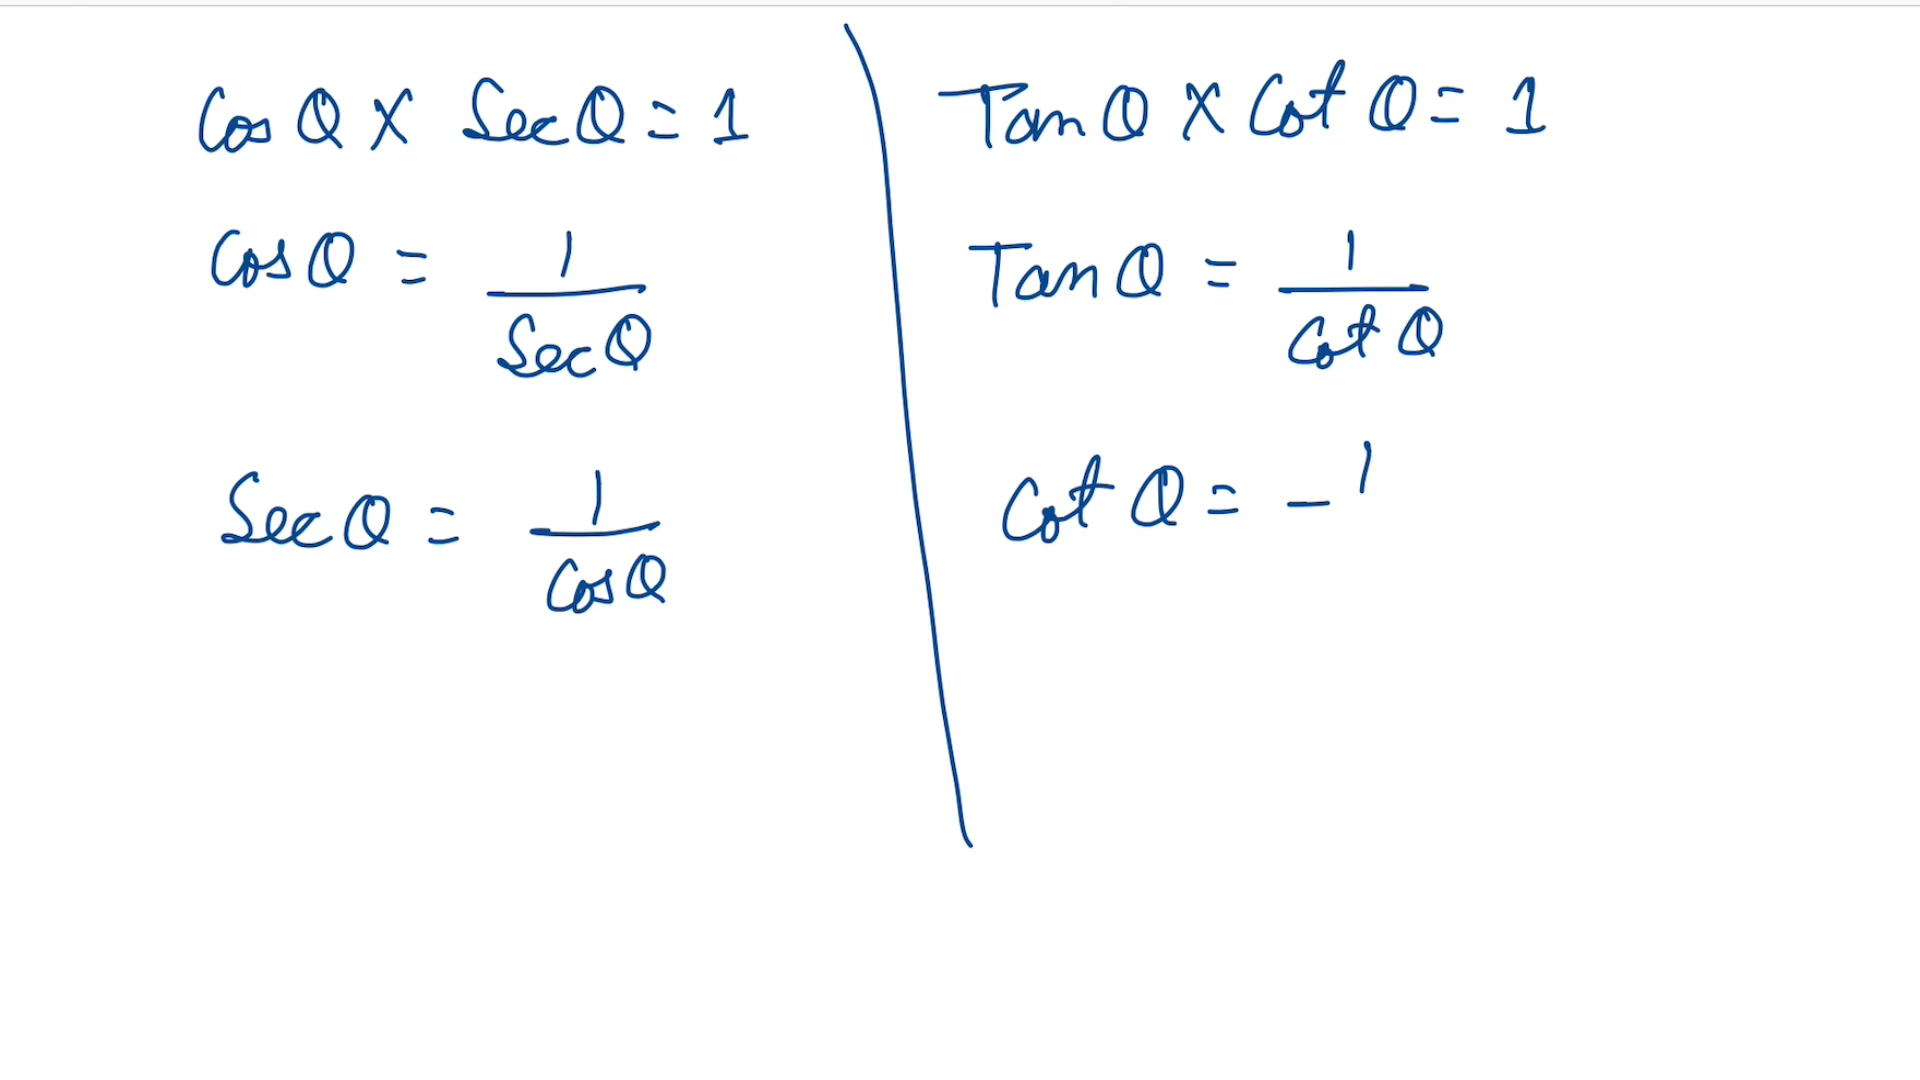 Cos θ × Sec θ = 1
Cos θ = 1
Sec θ
Sec θ = 1
Cos θ
Tan θ × Cot θ = 1
Tan θ = 1
Cot θ
Cot θ = - 1